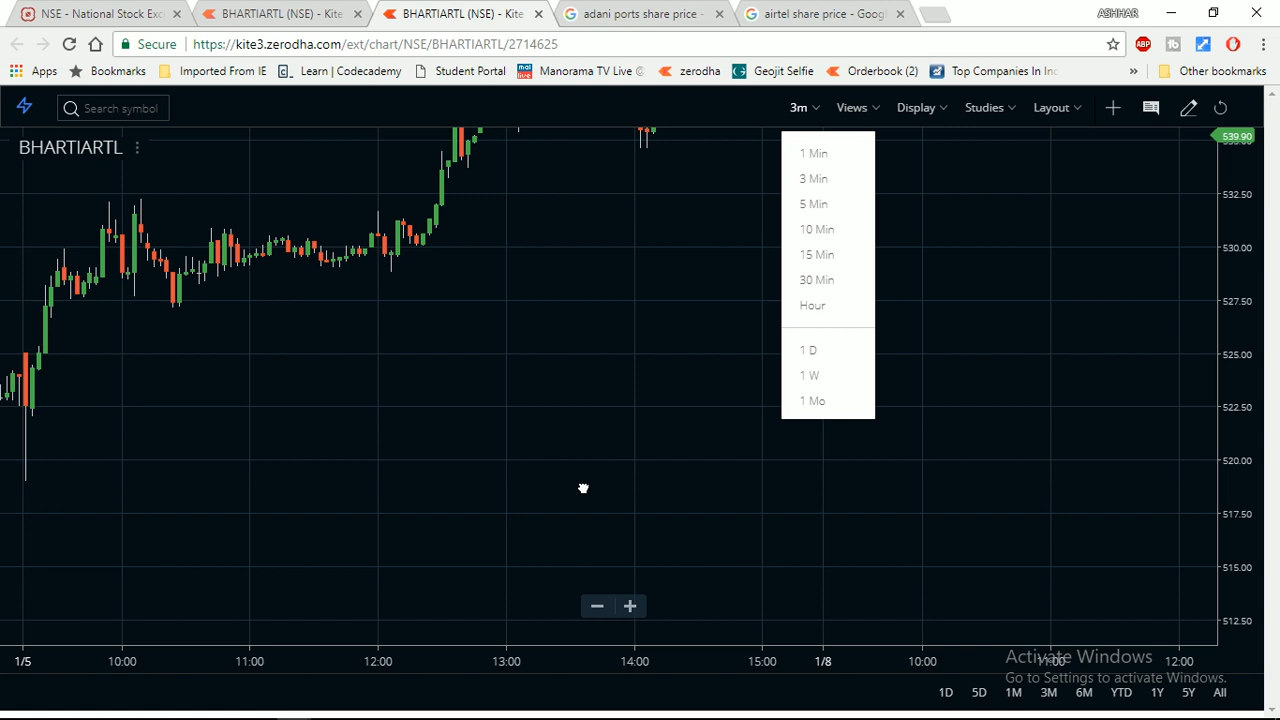 NSE - National Stock Exc
BHARTIARTL (NSE) - Kite
BHARTIARTL (NSE) - Kite
adani ports share price -
airtel share price - Goog
ASHHAR
Secure
https://kite3.zerodha.com/ext/chart/NSE/BHARTIARTL/2714625
ABP
Apps
Bookmarks
Imported From IE
Learn | Codecademy
Student Portal
Manorama TV Live
zerodha
Geojit Selfie
Orderbook (2)
Top Companies In Inc
»
Other bookmarks
Search symbol
3m
Views
Display
Studies
Layout
BHARTIARTL
539.90
1 Min
3 Min
5 Min
10 Min
15 Min
30 Min
Hour
1 D
1 W
1 Mo
532.50
530.00
527.50
525.00
522.50
520.00
517.50
515.00
512.50
1/5
10:00
11:00
12:00
13:00
14:00
15:00
1/8
10:00
11:00
12:00
Activate Windows
Go to Settings to activate Windows.
1D
5D
1M
3M
6M
YTD
1Y
5Y
All